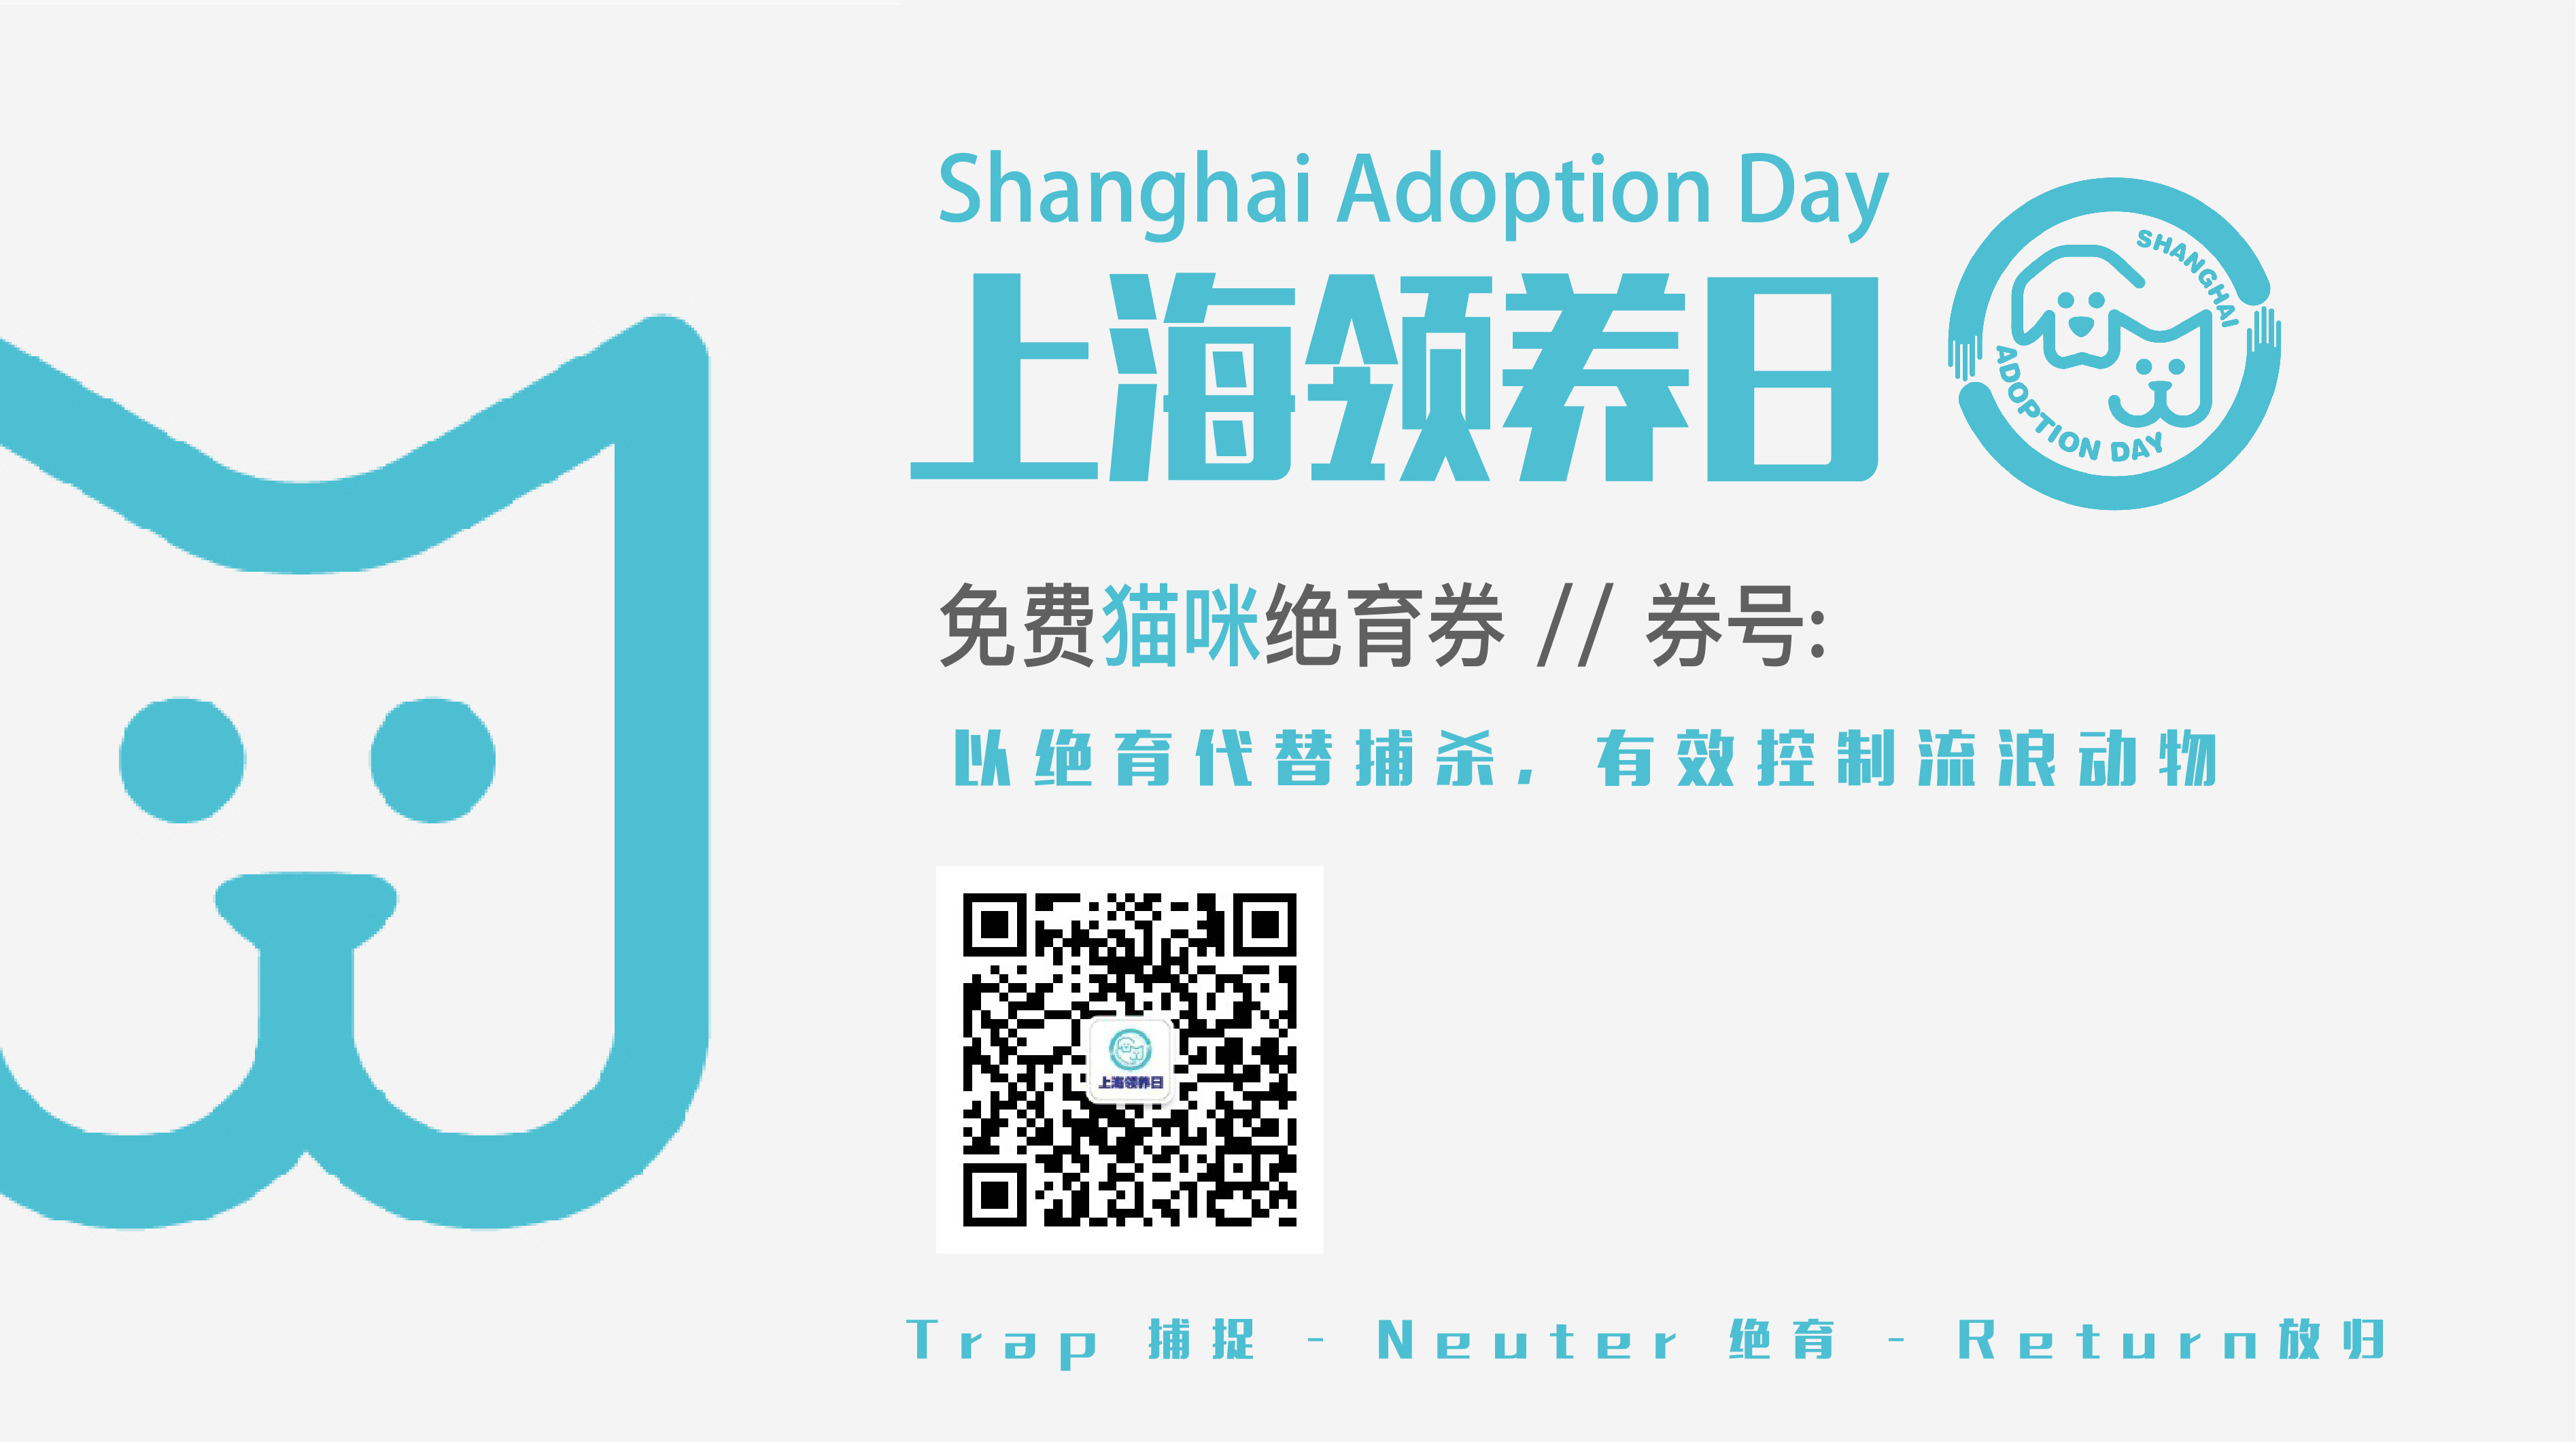 Shanghai Adoption Day
上海领养日
SHANGHAI
ADOPTION DAY
免费猫咪绝育券 // 券号:
以绝育代替捕杀，有效控制流浪动物
上海领养日
Trap 捕捉 - Neuter 绝育 - Return放归